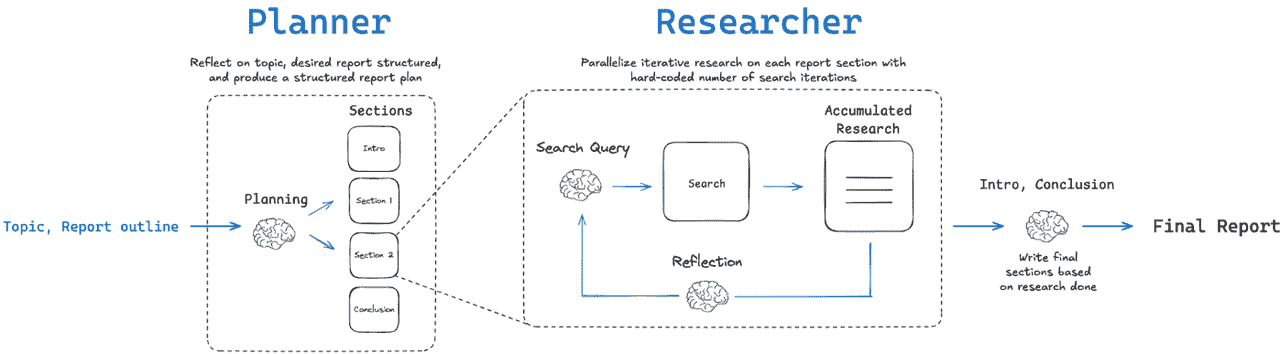 Planner
Reflect on topic, desired report structured,
and produce a structured report plan
Topic, Report outline
Planning
Sections
Intro
Section 1
Section 2
Conclusion
Researcher
Parallelize iterative research on each report section with
hard-coded number of search iterations
Search Query
Search
Accumulated
Research
Reflection
Intro, Conclusion
Write final
sections based
on research done
Final Report